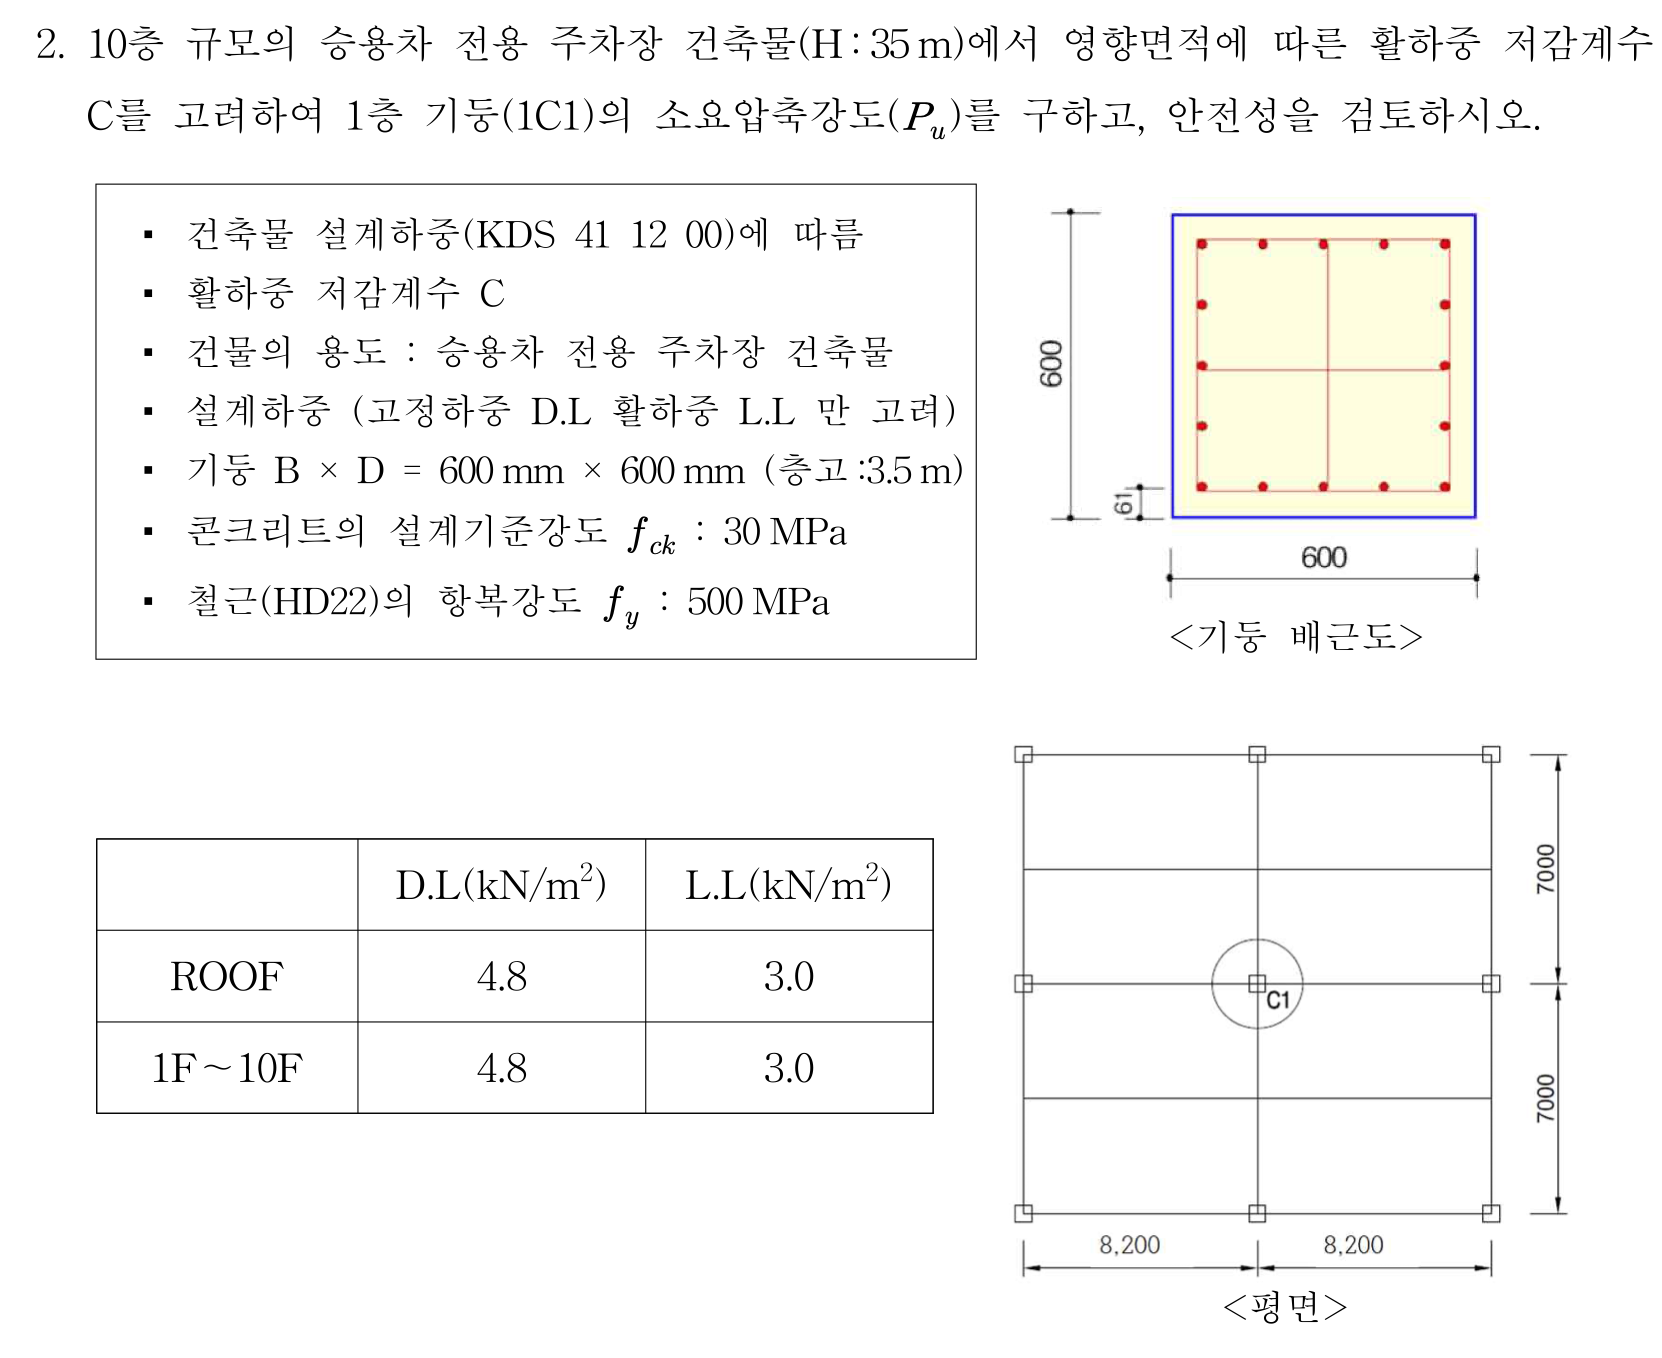 2. 10층 규모의 승용차 전용 주차장 건축물(H : 35 m)에서 영향면적에 따른 활하중 저감계수
C를 고려하여 1층 기둥(1C1)의 소요압축강도(P_u)를 구하고, 안전성을 검토하시오.
▪ 건축물 설계하중(KDS 41 12 00)에 따름
▪ 활하중 저감계수 C
▪ 건물의 용도 : 승용차 전용 주차장 건축물
▪ 설계하중 (고정하중 D.L 활하중 L.L 만 고려)
▪ 기둥 B × D = 600 mm × 600 mm (층고 :3.5 m)
▪ 콘크리트의 설계기준강도 f_ck : 30 MPa
▪ 철근(HD22)의 항복강도 f_y : 500 MPa
600
61
600
<기둥 배근도>
D.L(kN/m²) L.L(kN/m²)
ROOF 4.8 3.0
1F~10F 4.8 3.0
7000
C1
7000
8,200 8,200
<평면>